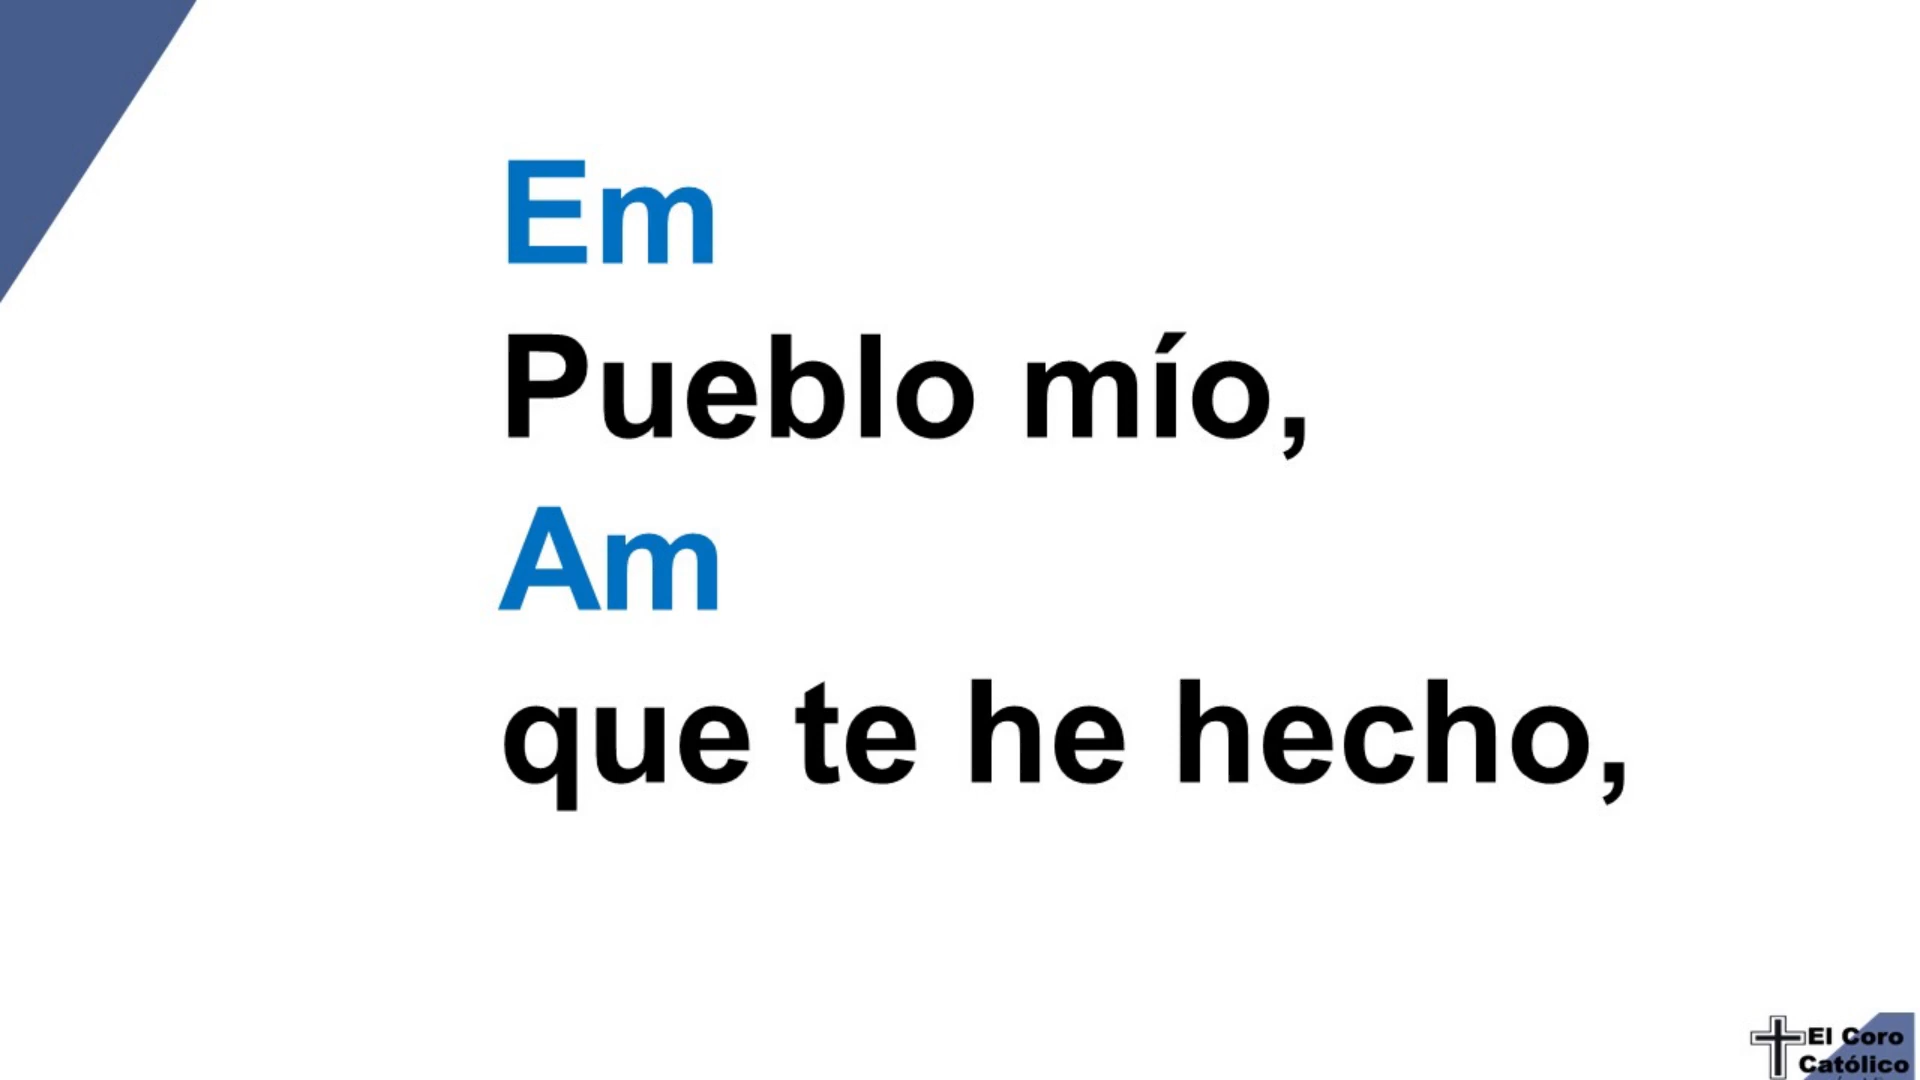 Em
Pueblo mío,
Am
que te he hecho,
El Coro
Católico